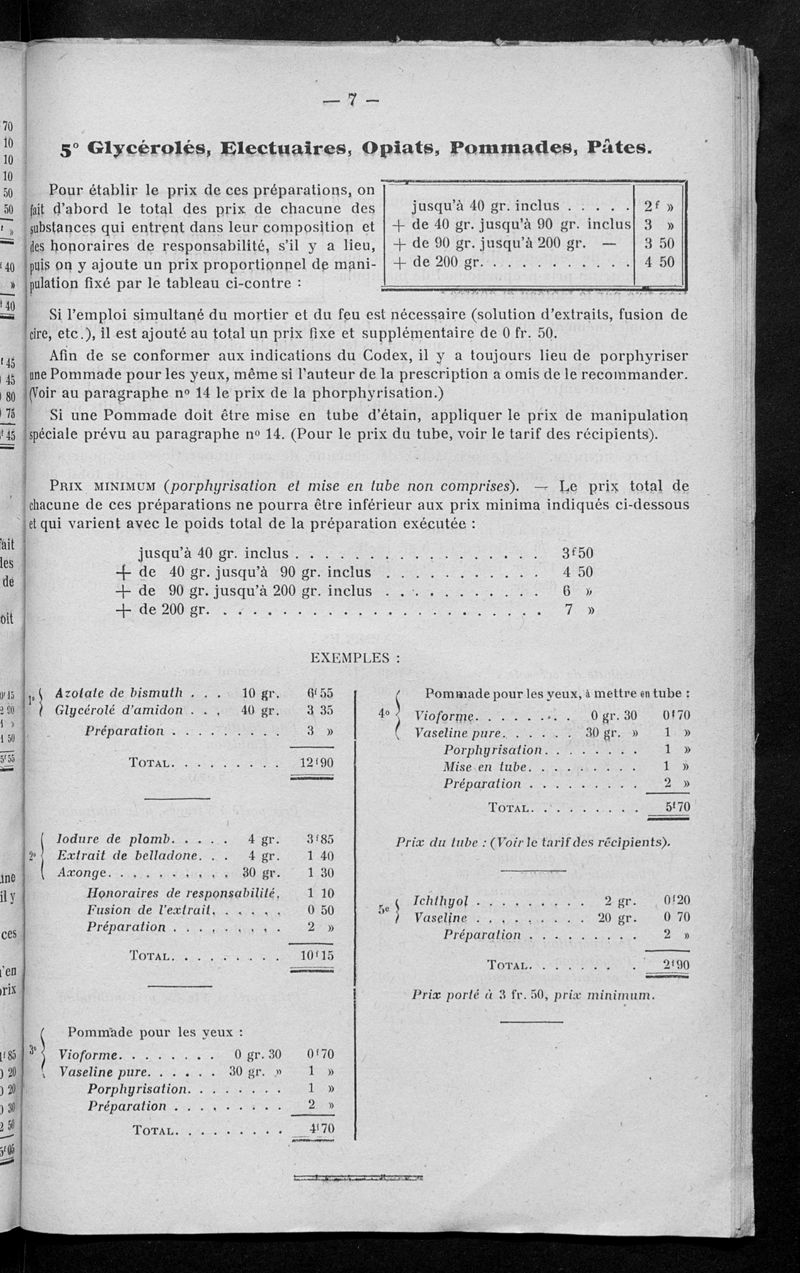 — 7 —
5° Glycérolés, Electuaires, Opiats, Pommades, Pâtes.
Pour établir le prix de ces préparations, on
fait d'abord le total des prix de chacune des
substances qui entrent dans leur composition et
des honoraires de responsabilité, s'il y a lieu,
puis on y ajoute un prix proportionnel de mani-
pulation fixé par le tableau ci-contre :
jusqu'à 40 gr. inclus . . . . . 2f »
+ de 40 gr. jusqu'à 90 gr. inclus 3 »
+ de 90 gr. jusqu'à 200 gr. — 3 50
+ de 200 gr. . . . . . . . . . . 4 50
Si l'emploi simultané du mortier et du feu est nécessaire (solution d'extraits, fusion de
cire, etc.), il est ajouté au total un prix fixe et supplémentaire de 0 fr. 50.
Afin de se conformer aux indications du Codex, il y a toujours lieu de porphyriser
une Pommade pour les yeux, même si l'auteur de la prescription a omis de le recommander.
(Voir au paragraphe n° 14 le prix de la phorphyrisation.)
Si une Pommade doit être mise en tube d'étain, appliquer le prix de manipulation
spéciale prévu au paragraphe n° 14. (Pour le prix du tube, voir le tarif des récipients).
PRIX MINIMUM (porphyrisation et mise en tube non comprises). — Le prix total de
chacune de ces préparations ne pourra être inférieur aux prix minima indiqués ci-dessous
et qui varient avec le poids total de la préparation exécutée :
jusqu'à 40 gr. inclus . . . . . . . . . . . . . . . . . 3f50
+ de 40 gr. jusqu'à 90 gr. inclus . . . . . . . . . . . 4 50
+ de 90 gr. jusqu'à 200 gr. inclus . . . . . . . . . . . 6 »
+ de 200 gr. . . . . . . . . . . . . . . . . . . . . . . 7 »
EXEMPLES :
1° { Azotate de bismuth . . . 10 gr. 6f55
Glycérolé d'amidon . . . 40 gr. 3 35
Préparation . . . . . . . . . 3 »
TOTAL. . . . . . . . . 12f90
2° { Iodure de plomb. . . . . 4 gr. 3f85
Extrait de belladone. . . 4 gr. 1 40
Axonge. . . . . . . . . . 30 gr. 1 30
Honoraires de responsabilité. 1 10
Fusion de l'extrait. . . . . . 0 50
Préparation . . . . . . . . . 2 »
TOTAL. . . . . . . . . 10f15
3° { Pommade pour les yeux :
Vioforme. . . . . . . . 0 gr. 30 0f70
Vaseline pure. . . . . . 30 gr. » 1 »
Porphyrisation. . . . . . . . 1 »
Préparation . . . . . . . . . 2 »
TOTAL. . . . . . . . . 4f70
4° { Pommade pour les yeux, à mettre en tube :
Vioforme. . . . . . . . 0 gr. 30 0f70
Vaseline pure. . . . . . 30 gr. » 1 »
Porphyrisation. . . . . . . . 1 »
Mise en tube. . . . . . . . . 1 »
Préparation . . . . . . . . . 2 »
TOTAL. . . . . . . . . 5f70
Prix du tube : (Voir le tarif des récipients).
5e { Ichthyol . . . . . . . . . 2 gr. 0f20
Vaseline . . . . . . . . . 20 gr. 0 70
Préparation . . . . . . . . . 2 »
TOTAL. . . . . . . . 2f90
Prix porté à 3 fr. 50, prix minimum.